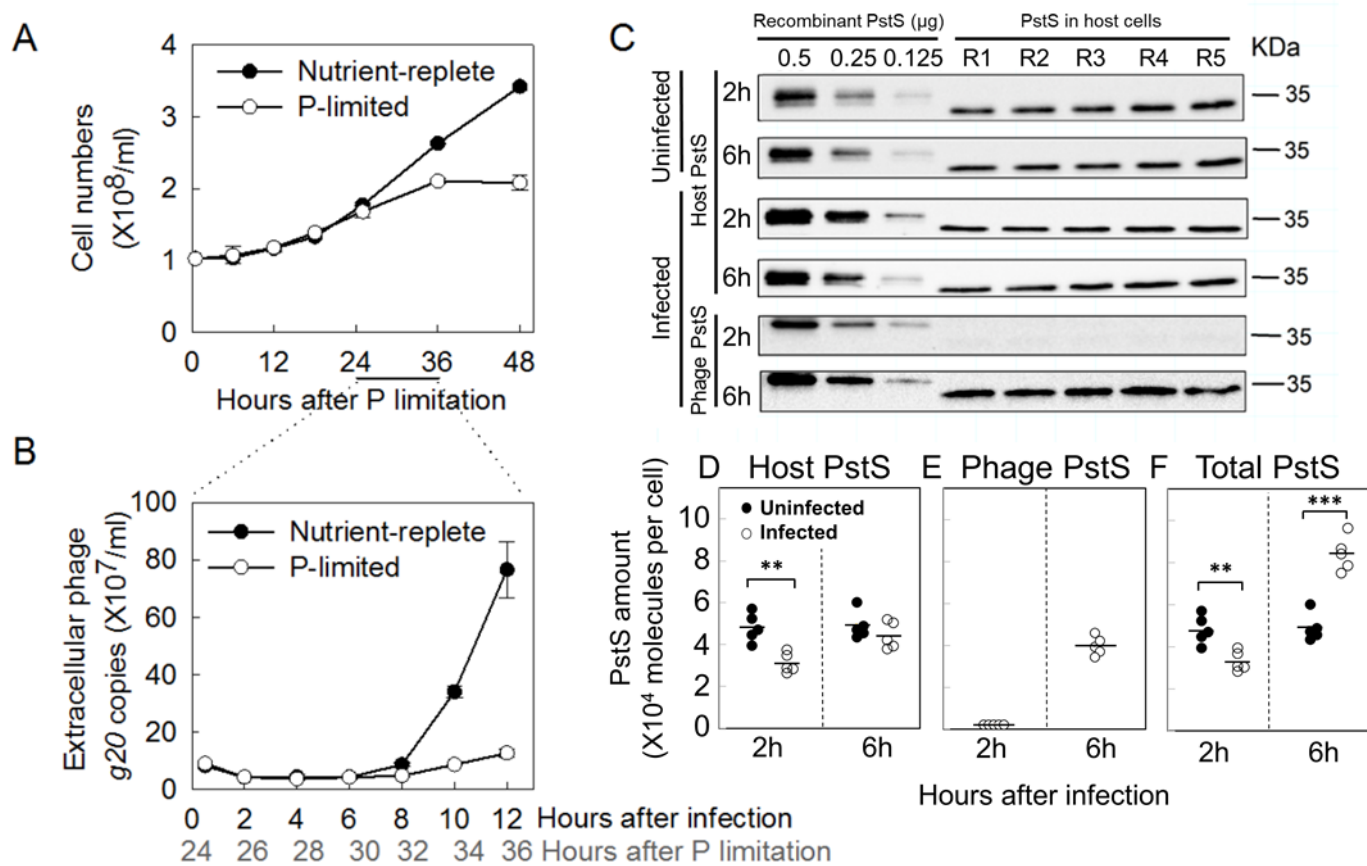 A
Nutrient-replete
P-limited
Cell numbers
(X10⁸/ml)
4
3
2
1
0
0 12 24 36 48
Hours after P limitation
B
Nutrient-replete
P-limited
Extracellular phage
g20 copies (X10⁷/ml)
100
80
60
40
20
0
0 2 4 6 8 10 12 Hours after infection
24 26 28 30 32 34 36 Hours after P limitation
C
Recombinant PstS (µg)
PstS in host cells
0.5 0.25 0.125 R1 R2 R3 R4 R5 KDa
Uninfected
Infected
Host PstS
Phage PstS
2h 35
6h 35
2h 35
6h 35
2h 35
6h 35
D Host PstS E Phage PstS F Total PstS
Uninfected
Infected
PstS amount
(X10⁴ molecules per cell)
10
8
6
4
2
0
**
**
***
2h 6h 2h 6h 2h 6h
Hours after infection